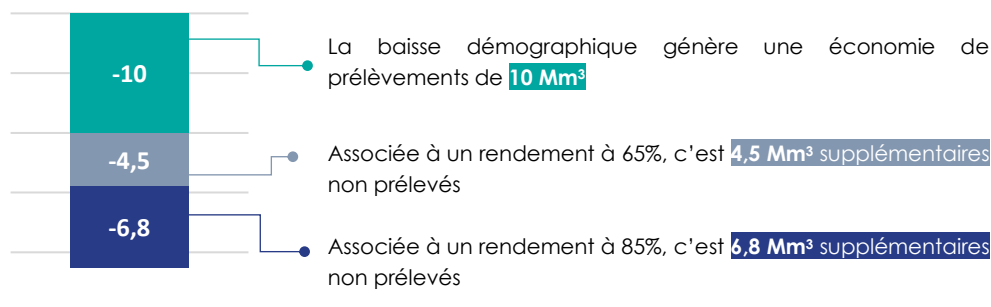 -10
La baisse démographique génère une économie de
prélèvements de 10 Mm³
-4,5
Associée à un rendement à 65%, c’est 4,5 Mm³ supplémentaires
non prélevés
-6,8
Associée à un rendement à 85%, c’est 6,8 Mm³ supplémentaires
non prélevés